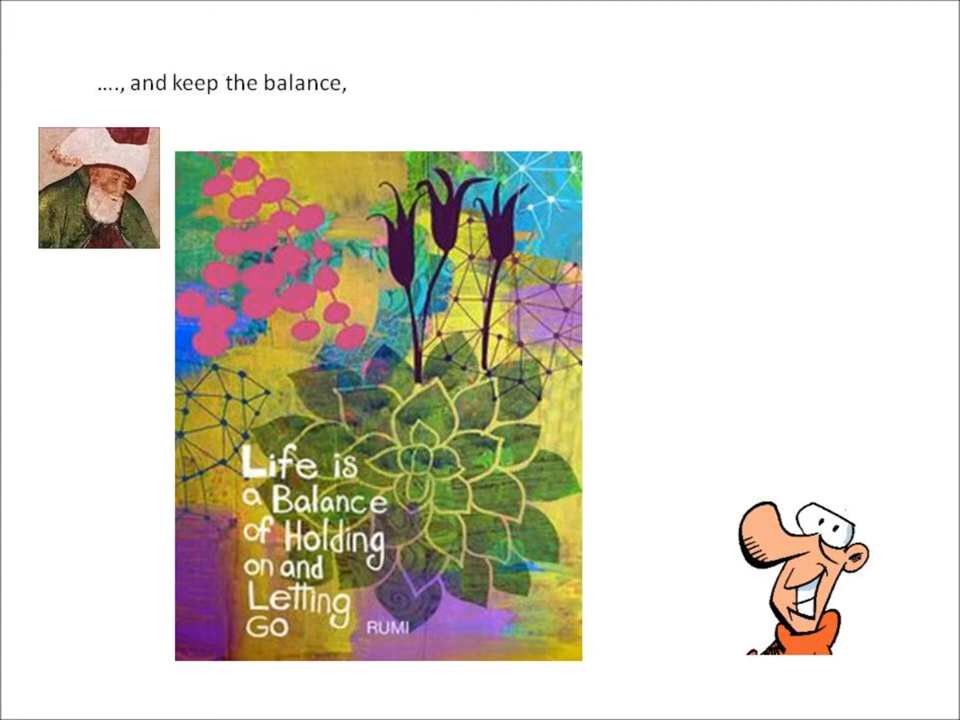 ...., and keep the balance,
Life is
a Balance
of Holding
on and
Letting
GO
RUMI